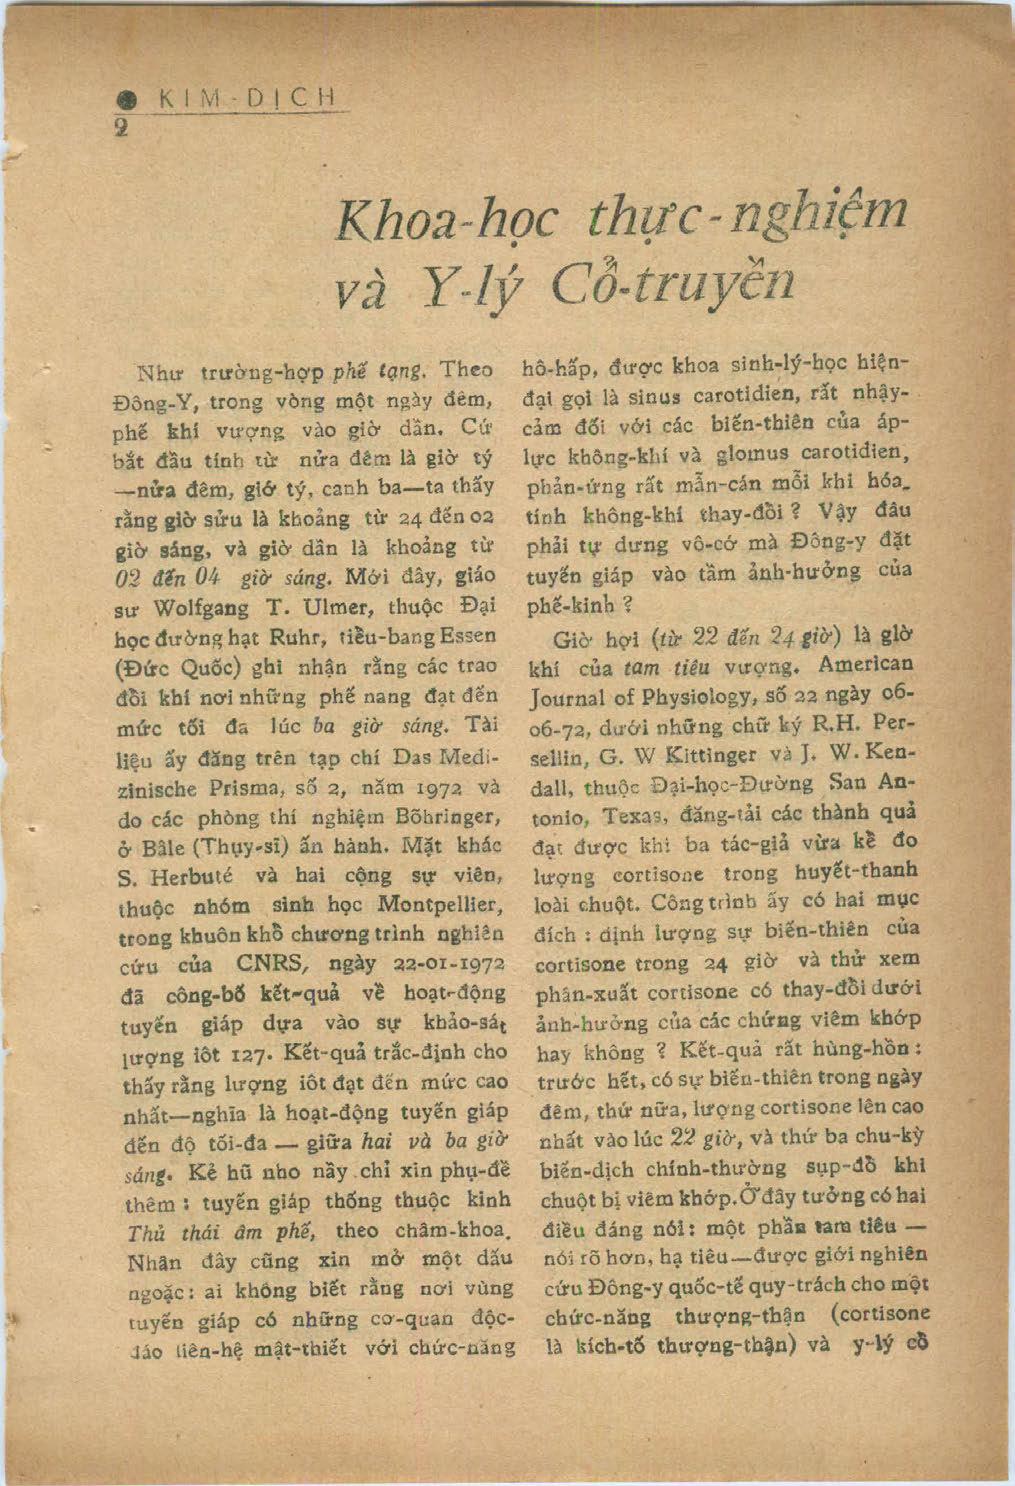 ● KIM-DỊCH
2
Khoa-học thực-nghiệm
và Y-lý Cổ-truyền
Như trường-hợp phế tạng. Theo
Đông-Y, trong vòng một ngày đêm,
phế khí vượng vào giờ dần. Cứ
bắt đầu tính từ nửa đêm là giờ tý
—nửa đêm, giớ tý, canh ba—ta thấy
rằng giờ sửu là khoảng từ 24 đến 02
giờ sáng, và giờ dần là khoảng từ
02 đến 04 giờ sáng. Mới đây, giáo
sư Wolfgang T. Ulmer, thuộc Đại
học đường hạt Ruhr, tiểu-bang Essen
(Đức Quốc) ghi nhận rằng các trao
đổi khí nơi những phế nang đạt đến
mức tối đa lúc ba giờ sáng. Tài
liệu ấy đăng trên tạp chí Das Medi-
zinische Prisma, số 2, năm 1972 và
do các phòng thí nghiệm Böhringer,
ở Bâle (Thụy-sĩ) ấn hành. Mặt khác
S. Herbuté và hai cộng sự viên,
thuộc nhóm sinh học Montpellier,
trong khuôn khổ chương trình nghiên
cứu của CNRS, ngày 22-01-1972
đã công-bố kết-quả về hoạt-động
tuyến giáp dựa vào sự khảo-sát
lượng iôt 127. Kết-quả trắc-định cho
thấy rằng lượng iôt đạt đến mức cao
nhất—nghĩa là hoạt-động tuyến giáp
đến độ tối-đa — giữa hai và ba giờ
sáng. Kẻ hũ nho nầy chỉ xin phụ-đề
thêm : tuyến giáp thống thuộc kinh
Thủ thái âm phế, theo châm-khoa.
Nhân đây cũng xin mở một dấu
ngoặc : ai không biết rằng nơi vùng
tuyến giáp có những cơ-quan độc-
đáo liên-hệ mật-thiết với chức-năng
hô-hấp, được khoa sinh-lý-học hiện-
đại gọi là sinus carotidien, rất nhậy-
cảm đối với các biến-thiên của áp-
lực không-khí và glomus carotidien,
phản-ứng rất mẫn-cán mỗi khi hóa-
tính không-khí thay-đổi ? Vậy đâu
phải tự dưng vô-cớ mà Đông-y đặt
tuyến giáp vào tầm ảnh-hưởng của
phế-kinh ?
Giờ hợi (từ 22 đến 24 giờ) là giờ
khí của tam tiêu vượng. American
Journal of Physiology, số 22 ngày 06-
06-72, dưới những chữ ký R.H. Per-
sellin, G. W Kittinger và J. W. Ken-
dall, thuộc Đại-học-Đường San An-
tonio, Texas, đăng-tải các thành quả
đạt được khi ba tác-giả vừa kể đo
lượng cortisone trong huyết-thanh
loài chuột. Công trình ấy có hai mục
đích : định lượng sự biến-thiên của
cortisone trong 24 giờ và thử xem
phân-xuất cortisone có thay-đổi dưới
ảnh-hưởng của các chứng viêm khớp
hay không ? Kết-quả rất hùng-hồn :
trước hết, có sự biến-thiên trong ngày
đêm, thứ nữa, lượng cortisone lên cao
nhất vào lúc 22 giờ, và thứ ba chu-kỳ
biến-dịch chính-thường sụp-đổ khi
chuột bị viêm khớp. Ở đây tưởng có hai
điều đáng nói : một phần tam tiêu —
nói rõ hơn, hạ tiêu—được giới nghiên
cứu Đông-y quốc-tế quy-trách cho một
chức-năng thượng-thận (cortisone
là kích-tố thượng-thận) và y-lý cổ